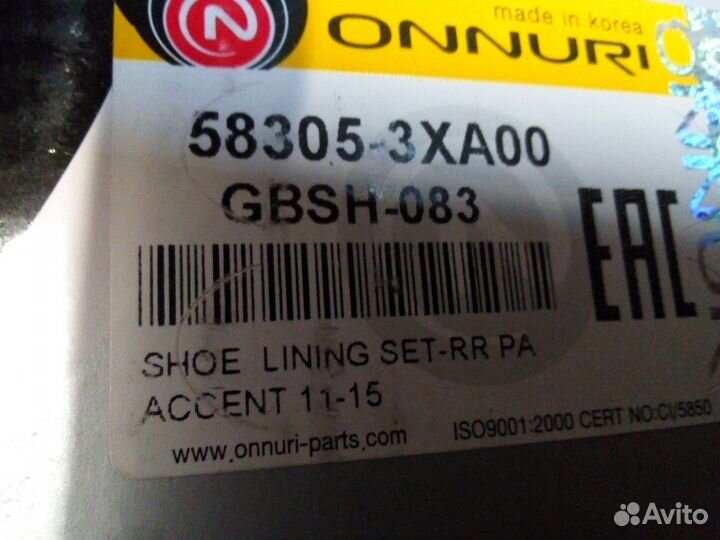 made in korea
ONNURI
58305-3XA00
GBSH-083
EAC
SHOE LINING SET-RR PA
ACCENT 11-15
ISO9001:2000 CERT NO:CI/5850
www.onnuri-parts.com
Avito